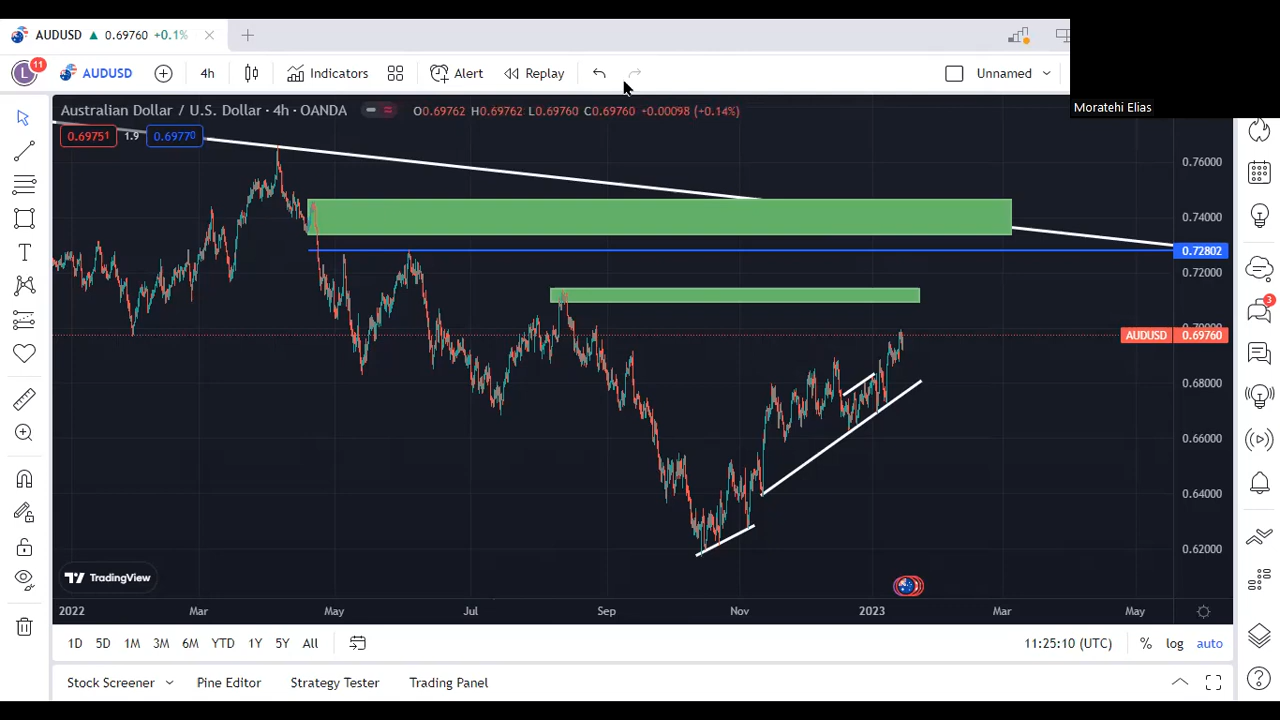 AUDUSD ▲ 0.69760 +0.1%
L 11 AUDUSD 4h Indicators Alert Replay Unnamed
Moratehi Elias
Australian Dollar / U.S. Dollar · 4h · OANDA O0.69762 H0.69762 L0.69760 C0.69760 +0.00098 (+0.14%)
0.69751 1.9 0.69770
0.76000
0.74000
0.72802
0.72000
0.70000
AUDUSD 0.69760
0.68000
0.66000
0.64000
0.62000
3
T
TradingView
2022 Mar May Jul Sep Nov 2023 Mar May
1D 5D 1M 3M 6M YTD 1Y 5Y All 11:25:10 (UTC) % log auto
Stock Screener Pine Editor Strategy Tester Trading Panel